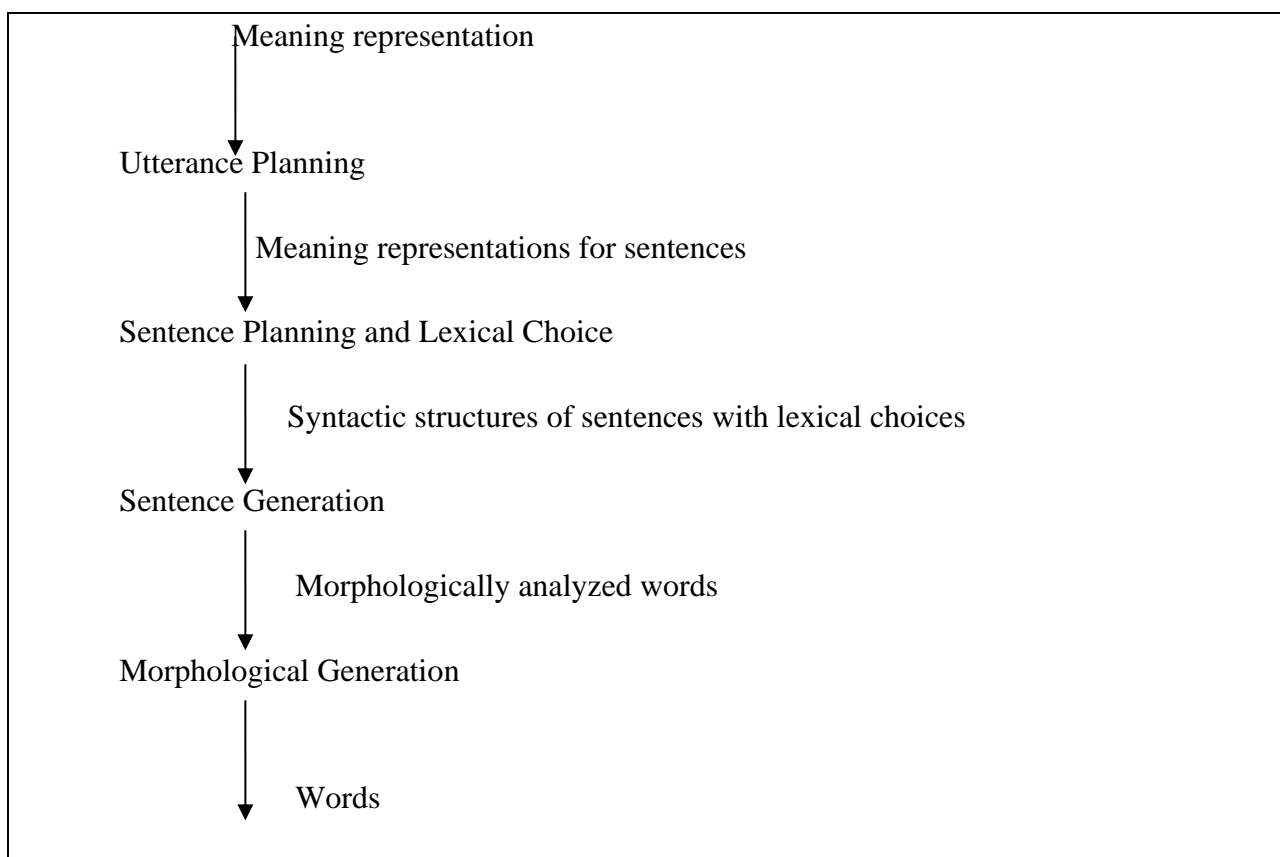 Meaning representation
Utterance Planning
Meaning representations for sentences
Sentence Planning and Lexical Choice
Syntactic structures of sentences with lexical choices
Sentence Generation
Morphologically analyzed words
Morphological Generation
Words